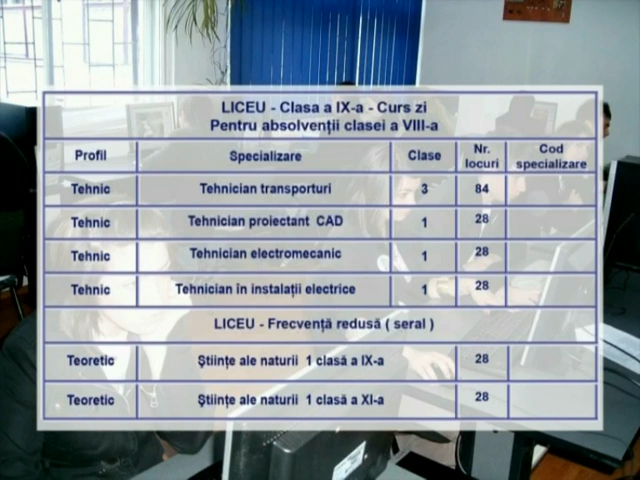 LICEU - Clasa a IX-a - Curs zi
Pentru absolvenții clasei a VIII-a
Profil Specializare Clase Nr. locuri Cod specializare
Tehnic Tehnician transporturi 3 84
Tehnic Tehnician proiectant CAD 1 28
Tehnic Tehnician electromecanic 1 28
Tehnic Tehnician în instalații electrice 1 28
LICEU - Frecvență redusă ( seral )
Teoretic Ştiințe ale naturii 1 clasă a IX-a 28
Teoretic Ştiințe ale naturii 1 clasă a XI-a 28